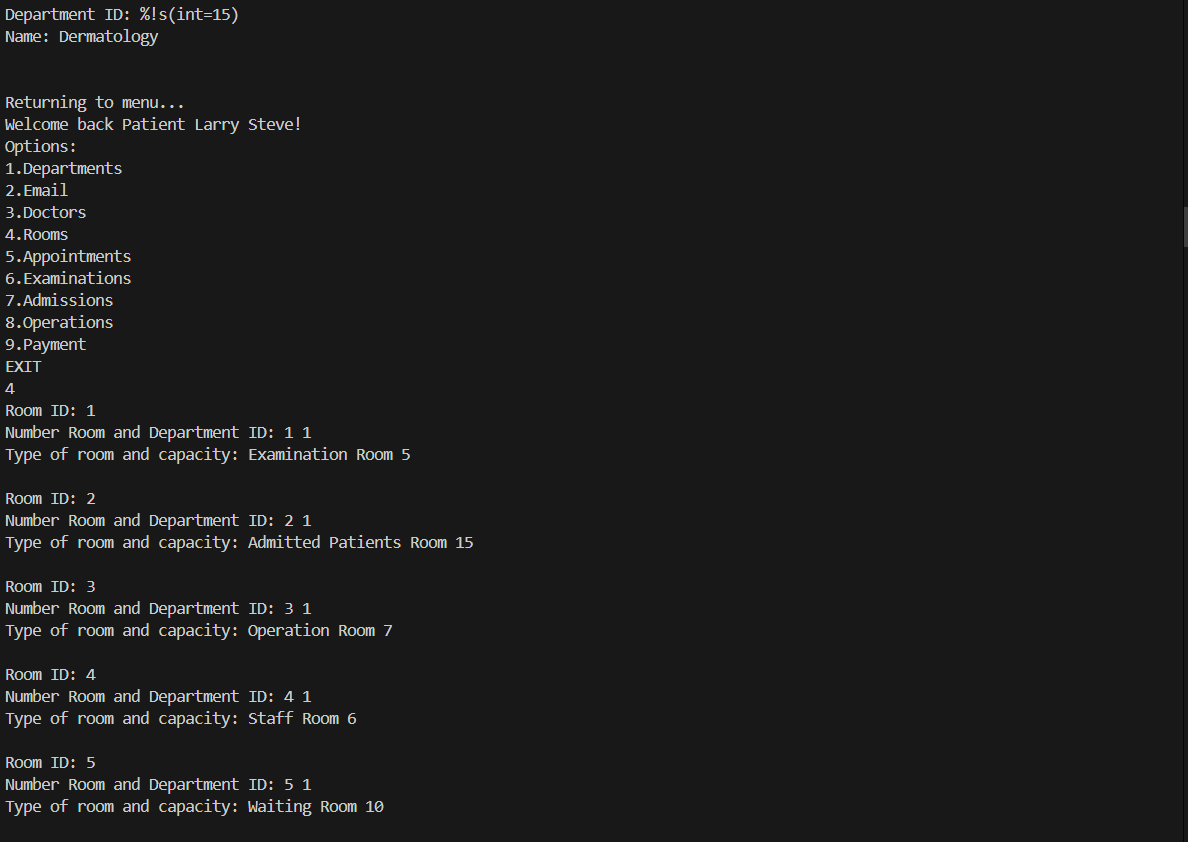 Department ID: %!s(int=15)
Name: Dermatology
Returning to menu...
Welcome back Patient Larry Steve!
Options:
1.Departments
2.Email
3.Doctors
4.Rooms
5.Appointments
6.Examinations
7.Admissions
8.Operations
9.Payment
EXIT
4
Room ID: 1
Number Room and Department ID: 1 1
Type of room and capacity: Examination Room 5
Room ID: 2
Number Room and Department ID: 2 1
Type of room and capacity: Admitted Patients Room 15
Room ID: 3
Number Room and Department ID: 3 1
Type of room and capacity: Operation Room 7
Room ID: 4
Number Room and Department ID: 4 1
Type of room and capacity: Staff Room 6
Room ID: 5
Number Room and Department ID: 5 1
Type of room and capacity: Waiting Room 10